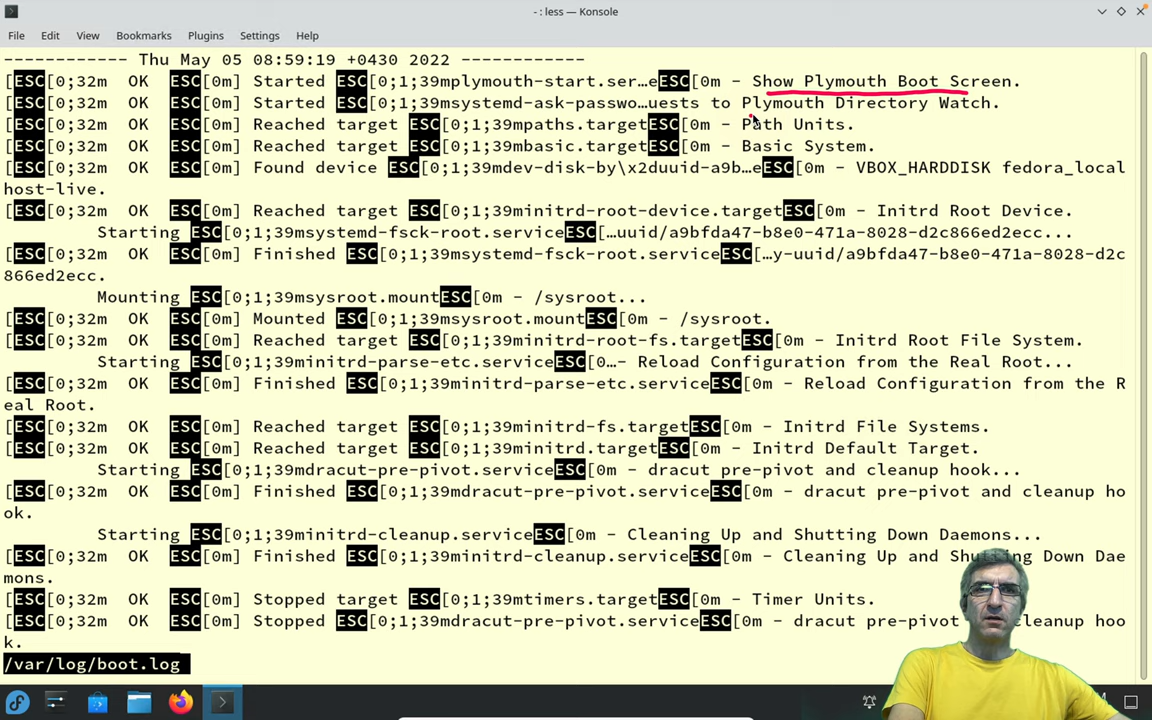 - : less — Konsole
File Edit View Bookmarks Plugins Settings Help
------------ Thu May 05 08:59:19 +0430 2022 ------------
[ESC[0;32m  OK  ESC[0m] Started ESC[0;1;39mplymouth-start.ser…eESC[0m - Show Plymouth Boot Screen.
[ESC[0;32m  OK  ESC[0m] Started ESC[0;1;39msystemd-ask-passwo…uests to Plymouth Directory Watch.
[ESC[0;32m  OK  ESC[0m] Reached target ESC[0;1;39mpaths.targetESC[0m - Path Units.
[ESC[0;32m  OK  ESC[0m] Reached target ESC[0;1;39mbasic.targetESC[0m - Basic System.
[ESC[0;32m  OK  ESC[0m] Found device ESC[0;1;39mdev-disk-by\x2duuid-a9b…eESC[0m - VBOX_HARDDISK fedora_local
host-live.
[ESC[0;32m  OK  ESC[0m] Reached target ESC[0;1;39minitrd-root-device.targetESC[0m - Initrd Root Device.
Starting ESC[0;1;39msystemd-fsck-root.serviceESC[…uuid/a9bfda47-b8e0-471a-8028-d2c866ed2ecc...
[ESC[0;32m  OK  ESC[0m] Finished ESC[0;1;39msystemd-fsck-root.serviceESC[…y-uuid/a9bfda47-b8e0-471a-8028-d2c
866ed2ecc.
Mounting ESC[0;1;39msysroot.mountESC[0m - /sysroot...
[ESC[0;32m  OK  ESC[0m] Mounted ESC[0;1;39msysroot.mountESC[0m - /sysroot.
[ESC[0;32m  OK  ESC[0m] Reached target ESC[0;1;39minitrd-root-fs.targetESC[0m - Initrd Root File System.
Starting ESC[0;1;39minitrd-parse-etc.serviceESC[0…- Reload Configuration from the Real Root...
[ESC[0;32m  OK  ESC[0m] Finished ESC[0;1;39minitrd-parse-etc.serviceESC[0m - Reload Configuration from the R
eal Root.
[ESC[0;32m  OK  ESC[0m] Reached target ESC[0;1;39minitrd-fs.targetESC[0m - Initrd File Systems.
[ESC[0;32m  OK  ESC[0m] Reached target ESC[0;1;39minitrd.targetESC[0m - Initrd Default Target.
Starting ESC[0;1;39mdracut-pre-pivot.serviceESC[0m - dracut pre-pivot and cleanup hook...
[ESC[0;32m  OK  ESC[0m] Finished ESC[0;1;39mdracut-pre-pivot.serviceESC[0m - dracut pre-pivot and cleanup ho
ok.
Starting ESC[0;1;39minitrd-cleanup.serviceESC[0m - Cleaning Up and Shutting Down Daemons...
[ESC[0;32m  OK  ESC[0m] Finished ESC[0;1;39minitrd-cleanup.serviceESC[0m - Cleaning Up and Shutting Down Dae
mons.
[ESC[0;32m  OK  ESC[0m] Stopped target ESC[0;1;39mtimers.targetESC[0m - Timer Units.
[ESC[0;32m  OK  ESC[0m] Stopped ESC[0;1;39mdracut-pre-pivot.serviceESC[0m - dracut pre-pivot cleanup hoo
k.
/var/log/boot.log